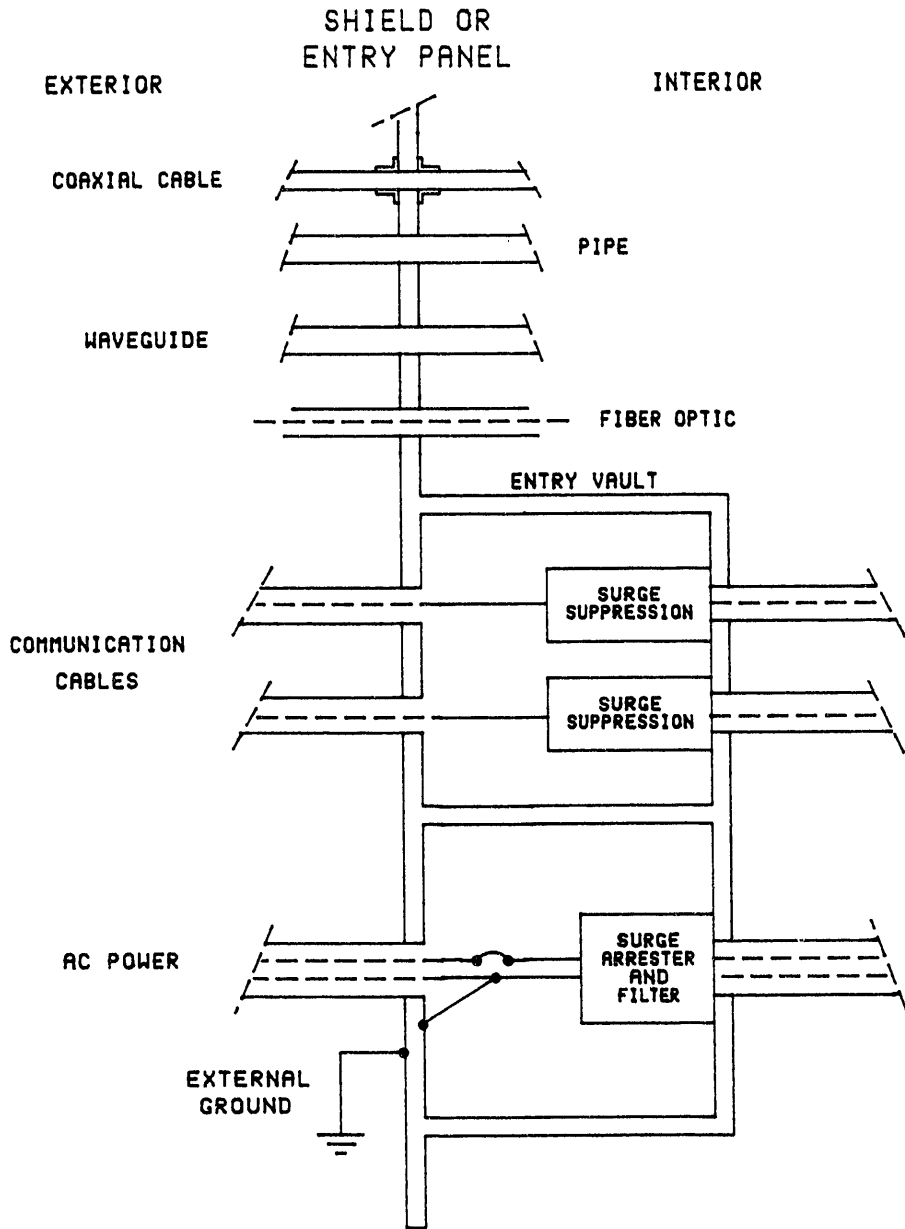 SHIELD OR
ENTRY PANEL
EXTERIOR
INTERIOR
COAXIAL CABLE
PIPE
WAVEGUIDE
FIBER OPTIC
ENTRY VAULT
SURGE
SUPPRESSION
COMMUNICATION
CABLES
SURGE
SUPPRESSION
AC POWER
SURGE
ARRESTER
AND
FILTER
EXTERNAL
GROUND